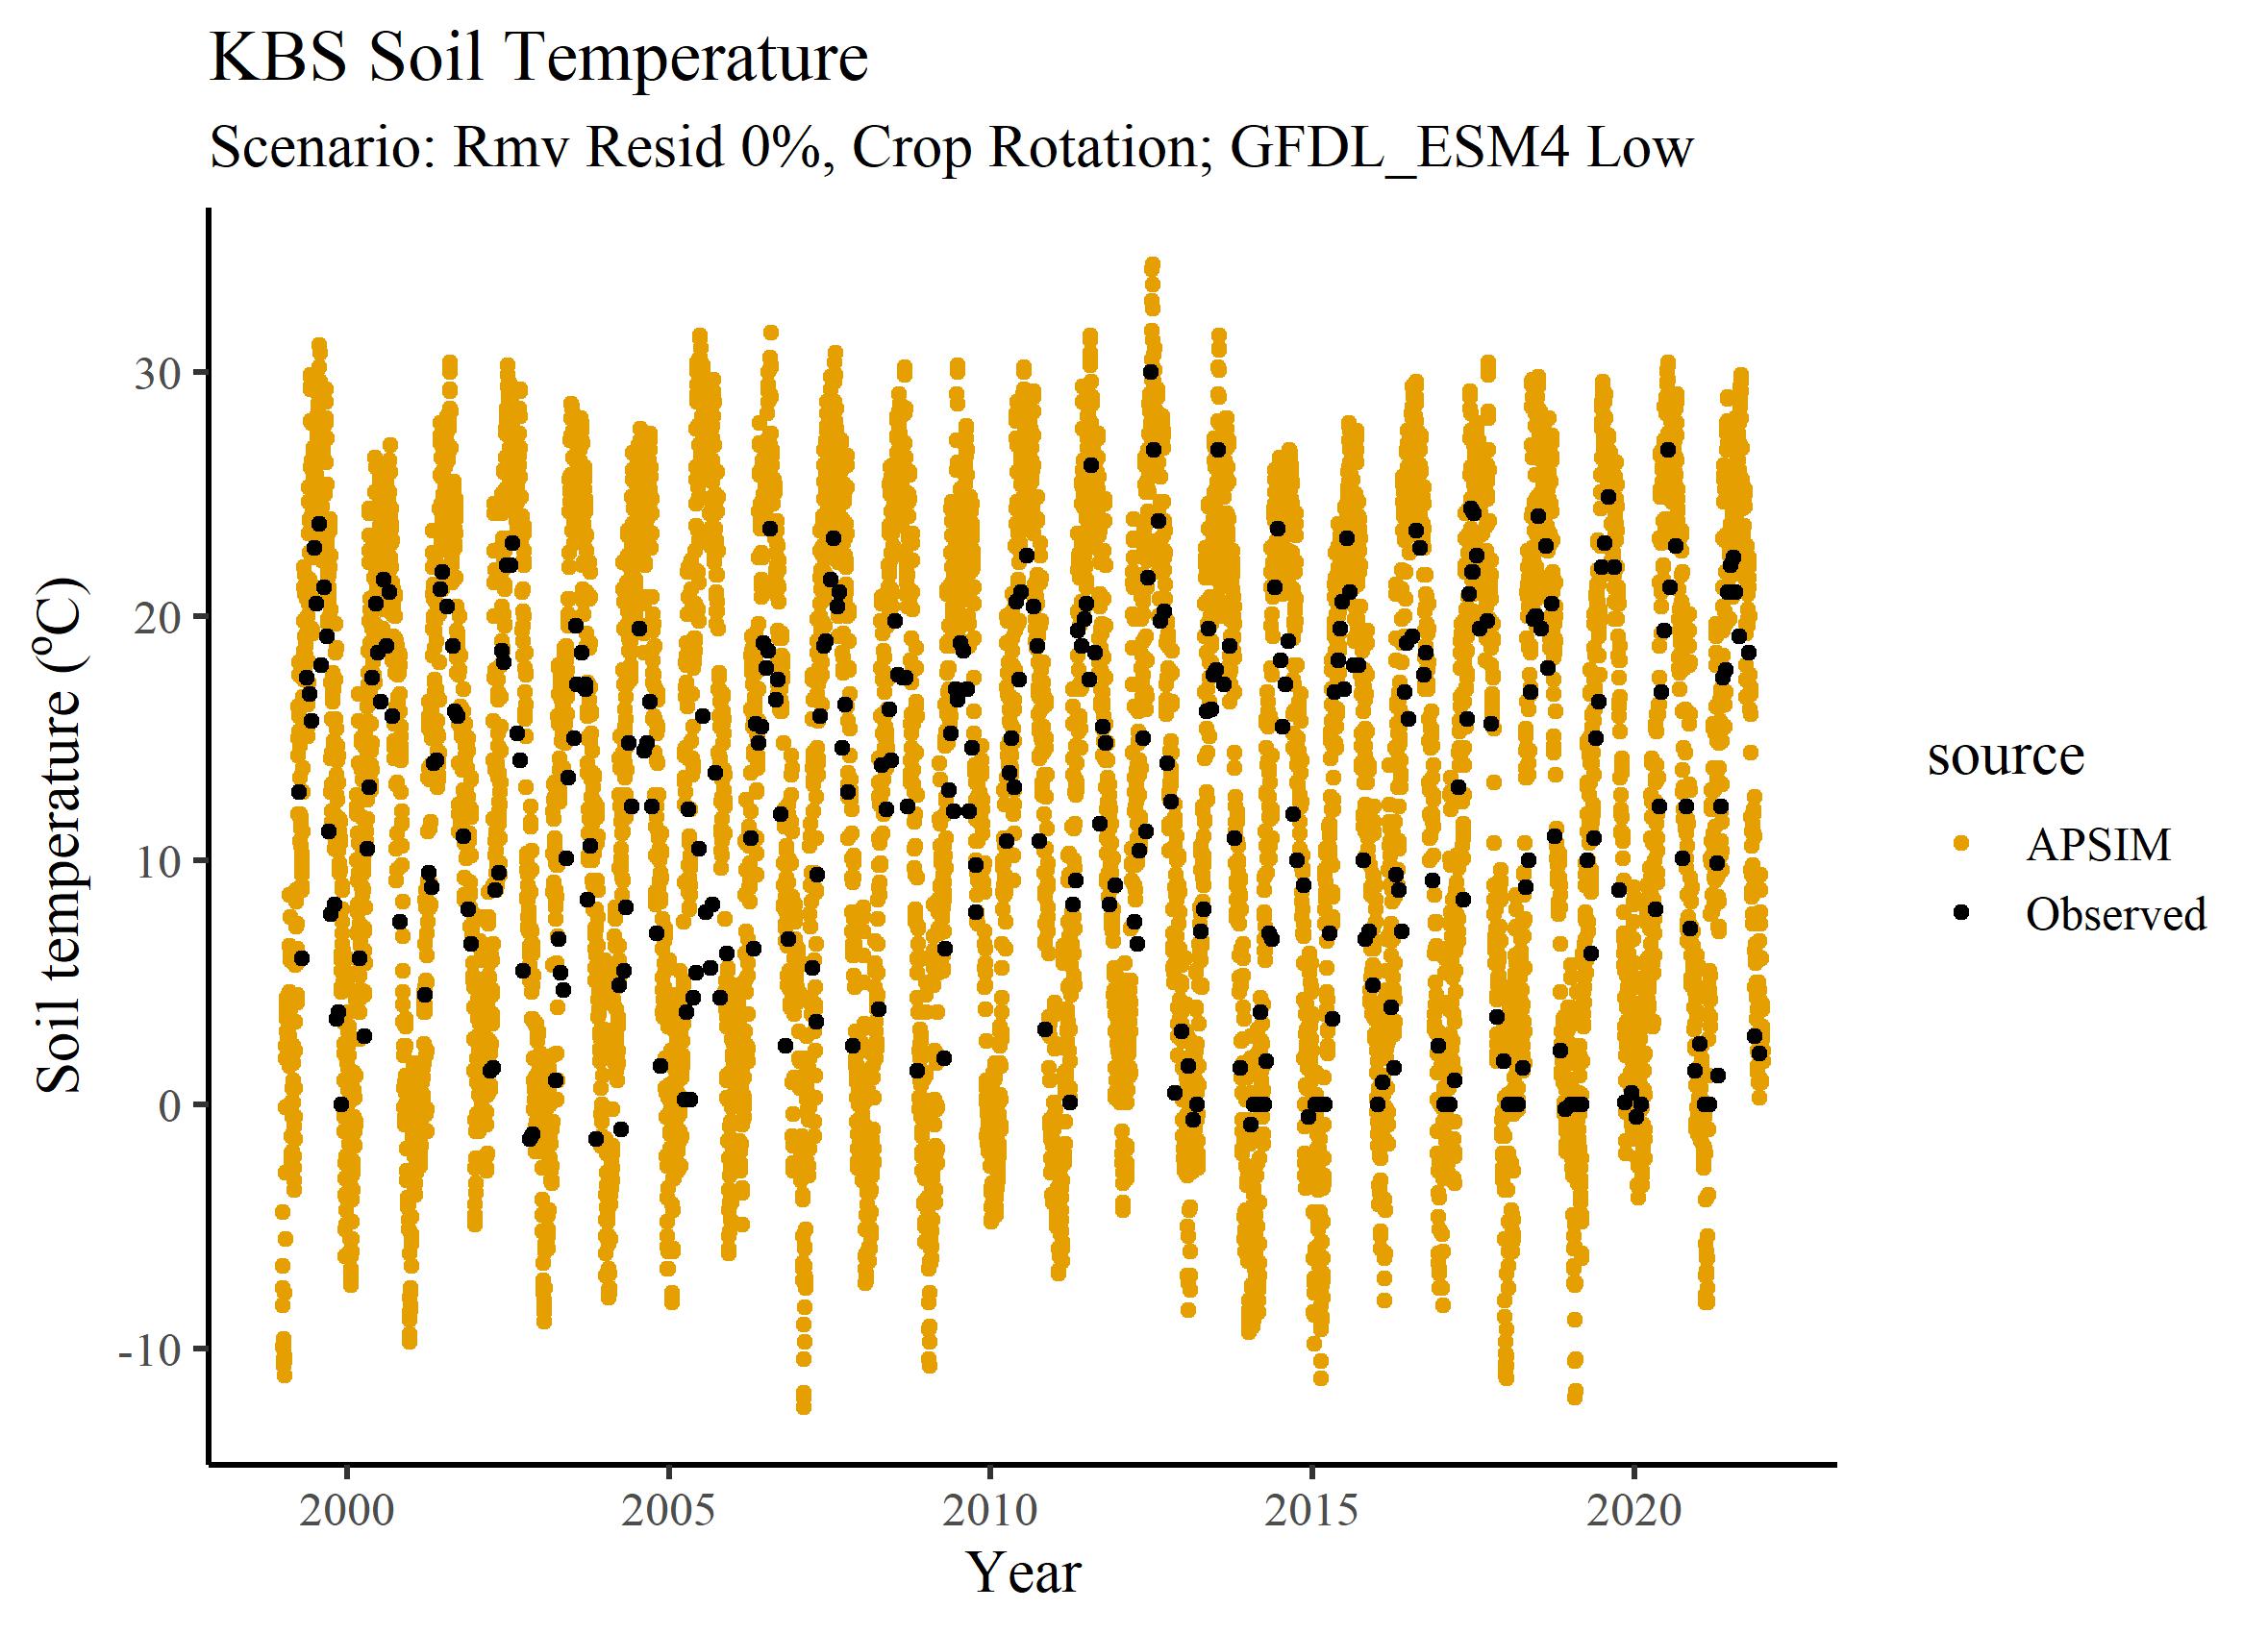 KBS Soil Temperature
Scenario: Rmv Resid 0%, Crop Rotation; GFDL_ESM4 Low
Soil temperature (°C)
30
20
10
0
-10
2000
2005
2010
2015
2020
Year
source
APSIM
Observed